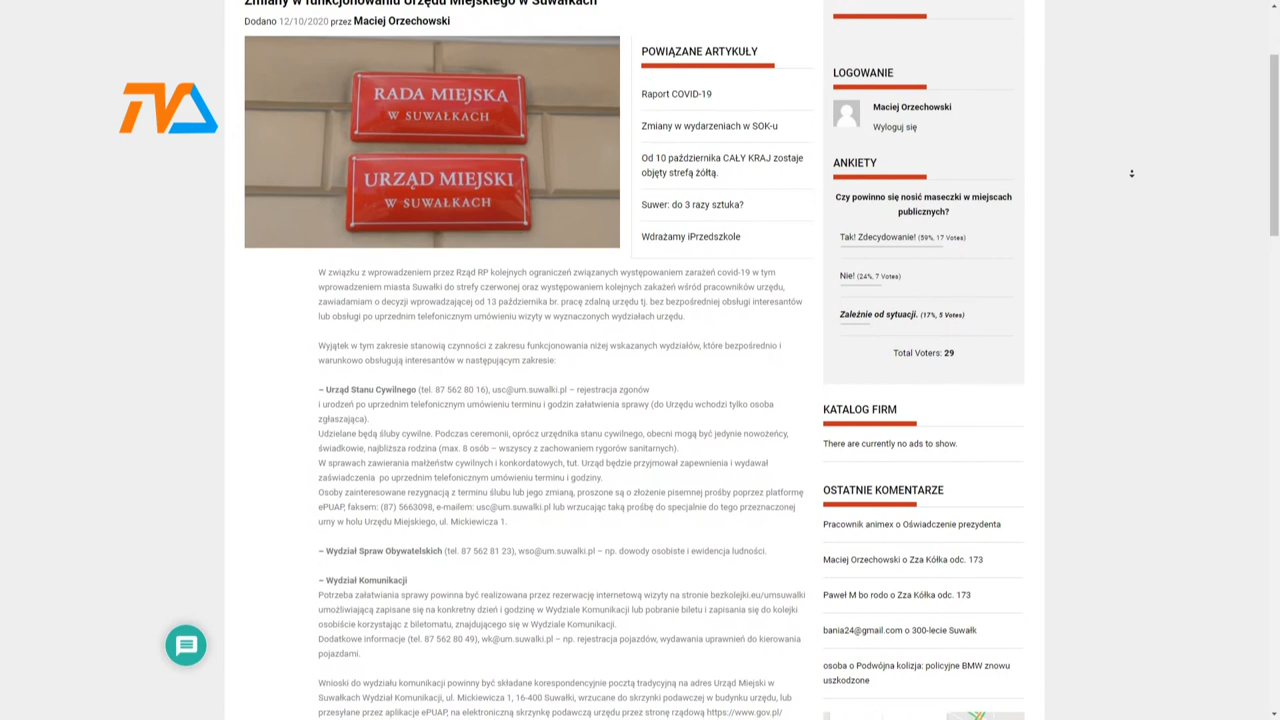 Zmiany w funkcjonowaniu Urzędu Miejskiego w Suwałkach
Dodano 12/10/2020 przez Maciej Orzechowski
TVA
RADA MIEJSKA
W SUWAŁKACH
URZĄD MIEJSKI
W SUWAŁKACH
POWIĄZANE ARTYKUŁY
Raport COVID-19
Zmiany w wydarzeniach w SOK-u
Od 10 października CAŁY KRAJ zostaje
objęty strefą żółtą.
Suwer: do 3 razy sztuka?
Wdrażamy iPrzedszkole
W związku z wprowadzeniem przez Rząd RP kolejnych ograniczeń związanych występowaniem zarażeń covid-19 w tym
wprowadzeniem miasta Suwałki do strefy czerwonej oraz występowaniem kolejnych zakażeń wśród pracowników urzędu,
zawiadamiam o decyzji wprowadzającej od 13 października br. pracę zdalną urzędu tj. bez bezpośredniej obsługi interesantów
lub obsługi po uprzednim telefonicznym umówieniu wizyty w wyznaczonych wydziałach urzędu.
Wyjątek w tym zakresie stanowią czynności z zakresu funkcjonowania niżej wskazanych wydziałów, które bezpośrednio i
warunkowo obsługują interesantów w następującym zakresie:
– Urząd Stanu Cywilnego (tel. 87 562 80 16), usc@um.suwalki.pl – rejestracja zgonów
i urodzeń po uprzednim telefonicznym umówieniu terminu i godzin załatwienia sprawy (do Urzędu wchodzi tylko osoba
zgłaszająca).
Udzielane będą śluby cywilne. Podczas ceremonii, oprócz urzędnika stanu cywilnego, obecni mogą być jedynie nowożeńcy,
świadkowie, najbliższa rodzina (max. 8 osób – wszyscy z zachowaniem rygorów sanitarnych).
W sprawach zawierania małżeństw cywilnych i konkordatowych, tut. Urząd będzie przyjmował zapewnienia i wydawał
zaświadczenia po uprzednim telefonicznym umówieniu terminu i godziny.
Osoby zainteresowane rezygnacją z terminu ślubu lub jego zmianą, proszone są o złożenie pisemnej prośby poprzez platformę
ePUAP, faksem: (87) 5663098, e-mailem: usc@um.suwalki.pl lub wrzucając taką prośbę do specjalnie do tego przeznaczonej
urny w holu Urzędu Miejskiego, ul. Mickiewicza 1.
– Wydział Spraw Obywatelskich (tel. 87 562 81 23), wso@um.suwalki.pl – np. dowody osobiste i ewidencja ludności.
– Wydział Komunikacji
Potrzeba załatwiania sprawy powinna być realizowana przez rezerwację internetową wizyty na stronie bezkolejki.eu/umsuwalki
umożliwiającą zapisane się na konkretny dzień i godzinę w Wydziale Komunikacji lub pobranie biletu i zapisania się do kolejki
osobiście korzystając z biletomatu, znajdującego się w Wydziale Komunikacji.
Dodatkowe informacje (tel. 87 562 80 49), wk@um.suwalki.pl – np. rejestracja pojazdów, wydawania uprawnień do kierowania
pojazdami.
Wnioski do wydziału komunikacji powinny być składane korespondencyjnie pocztą tradycyjną na adres Urząd Miejski w
Suwałkach Wydział Komunikacji, ul. Mickiewicza 1, 16-400 Suwałki, wrzucane do skrzynki podawczej w budynku urzędu, lub
przesyłane przez aplikacje ePUAP, na elektroniczną skrzynkę podawczą urzędu przez stronę rządową https://www.gov.pl/
LOGOWANIE
Maciej Orzechowski
Wyloguj się
ANKIETY
Czy powinno się nosić maseczki w miejscach
publicznych?
Tak! Zdecydowanie! (59%, 17 Votes)
Nie! (24%, 7 Votes)
Zależnie od sytuacji. (17%, 5 Votes)
Total Voters: 29
KATALOG FIRM
There are currently no ads to show.
OSTATNIE KOMENTARZE
Pracownik animex o Oświadczenie prezydenta
Maciej Orzechowski o Zza Kółka odc. 173
Paweł M bo rodo o Zza Kółka odc. 173
bania24@gmail.com o 300-lecie Suwałk
osoba o Podwójna kolizja: policyjne BMW znowu
uszkodzone